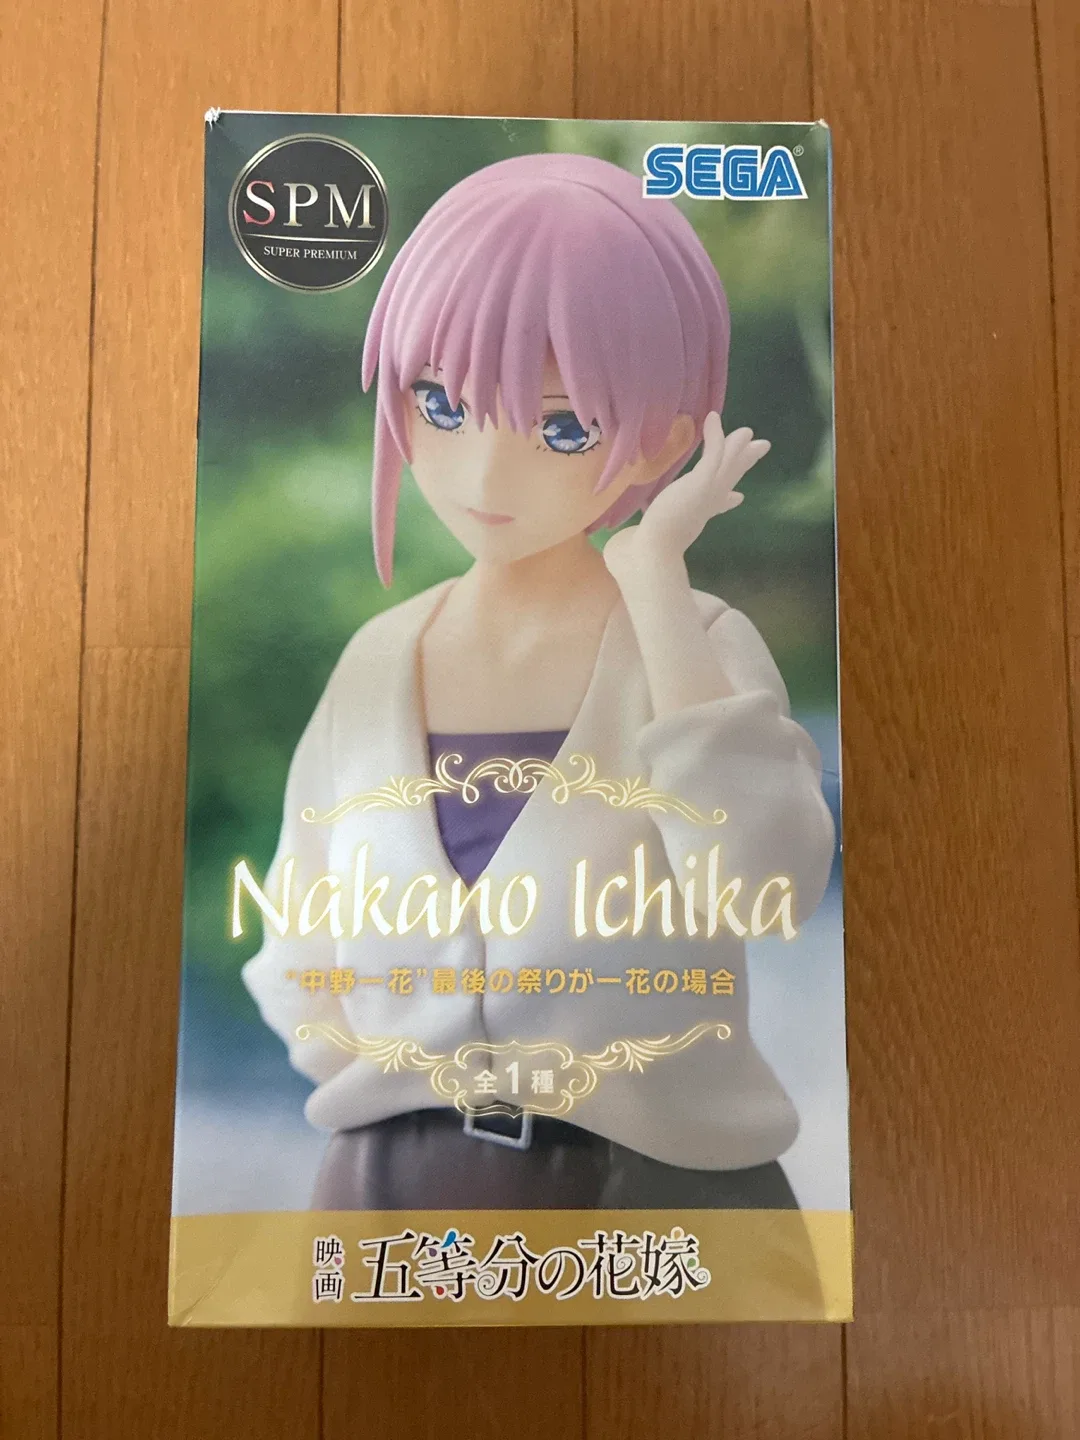 SPM
SUPER PREMIUM
SEGA®
Nakano Ichika
"中野一花"最後の祭りが一花の場合
全1種
映画 五等分の花嫁